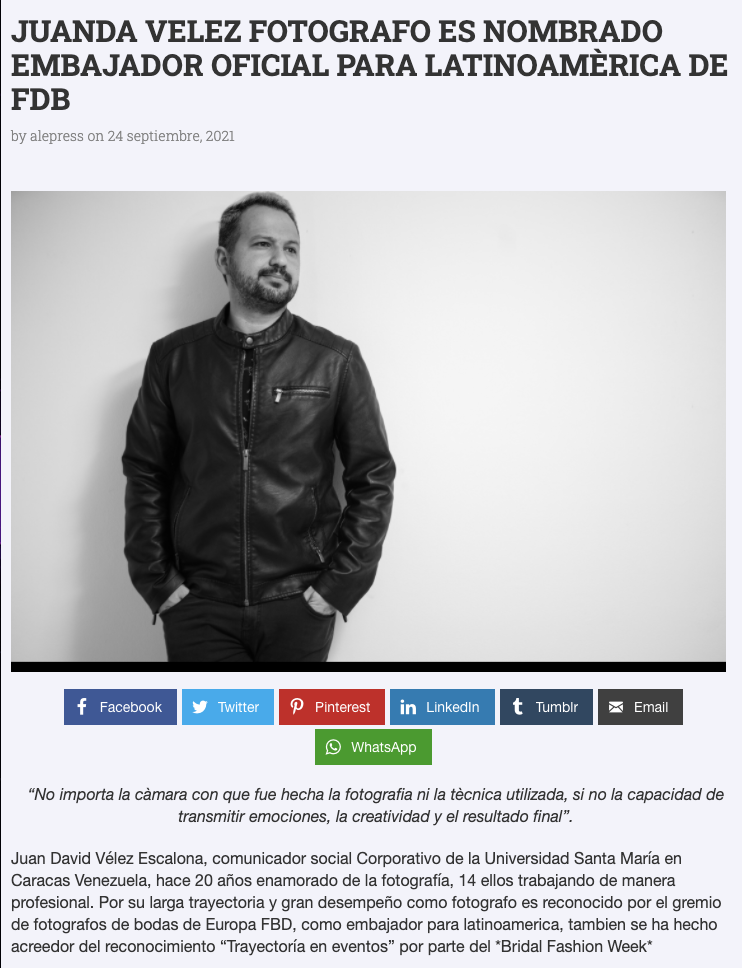 JUANDA VELEZ FOTOGRAFO ES NOMBRADO
EMBAJADOR OFICIAL PARA LATINOAMÈRICA DE
FDB
by alepress on 24 septiembre, 2021
Facebook
Twitter
Pinterest
LinkedIn
Tumblr
Email
WhatsApp
“No importa la càmara con que fue hecha la fotografia ni la tècnica utilizada, si no la capacidad de
transmitir emociones, la creatividad y el resultado final”.
Juan David Vélez Escalona, comunicador social Corporativo de la Universidad Santa María en
Caracas Venezuela, hace 20 años enamorado de la fotografía, 14 ellos trabajando de manera
profesional. Por su larga trayectoria y gran desempeño como fotografo es reconocido por el gremio
de fotografos de bodas de Europa FBD, como embajador para latinoamerica, tambien se ha hecho
acreedor del reconocimiento “Trayectoría en eventos” por parte del *Bridal Fashion Week*